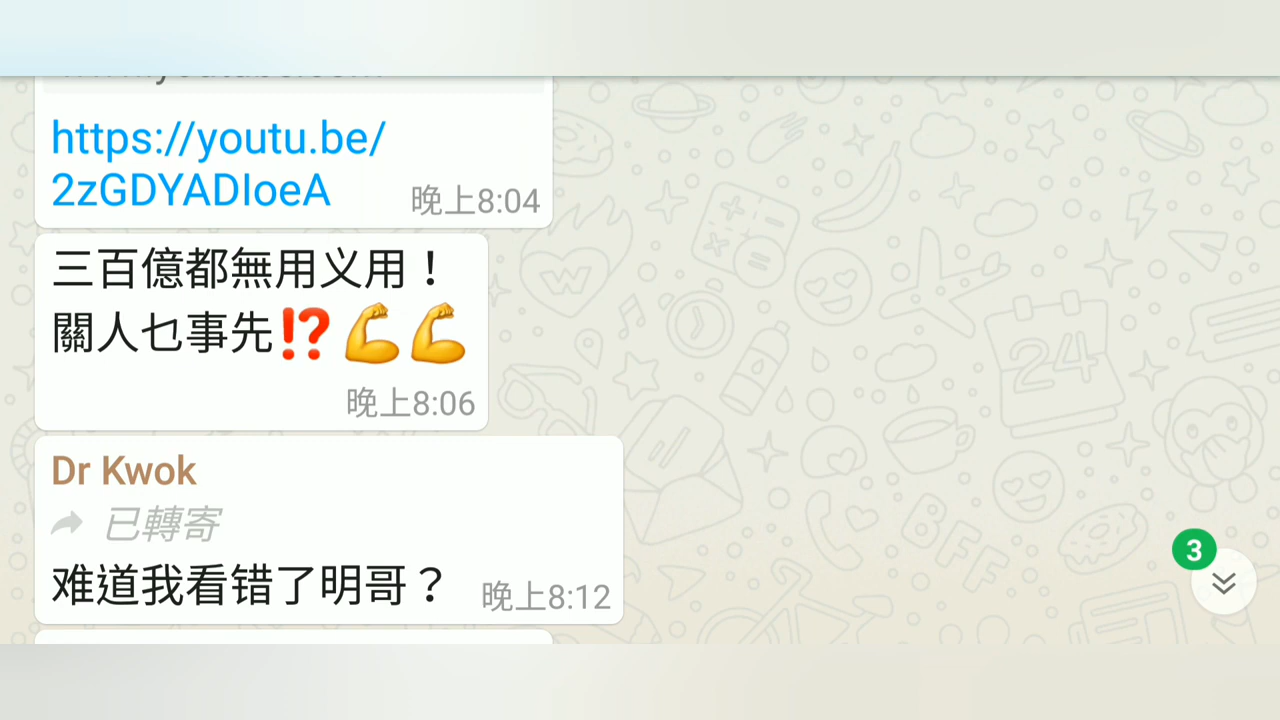 https://youtu.be/
2zGDYADIoeA
晚上8:04
三百億都無用义用！
關人乜事先⁉️💪💪
晚上8:06
Dr Kwok
已轉寄
难道我看错了明哥？
晚上8:12
3